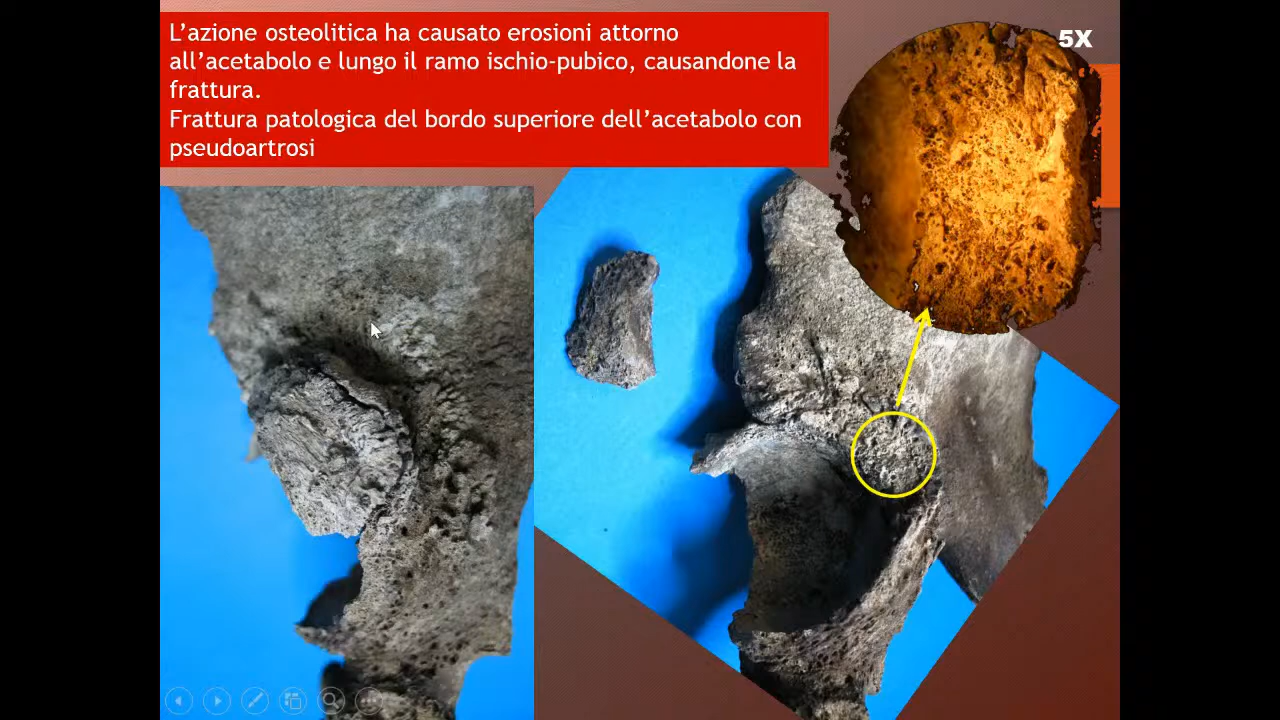 L’azione osteolitica ha causato erosioni attorno
all’acetabolo e lungo il ramo ischio-pubico, causandone la
frattura.
Frattura patologica del bordo superiore dell’acetabolo con
pseudoartrosi
5X